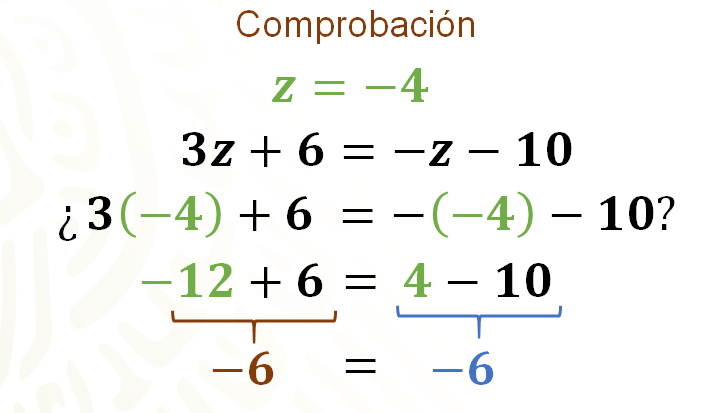 Comprobación
z = −4
3z + 6 = −z − 10
¿3(−4) + 6 = −(−4) − 10?
−12 + 6 = 4 − 10
−6 = −6